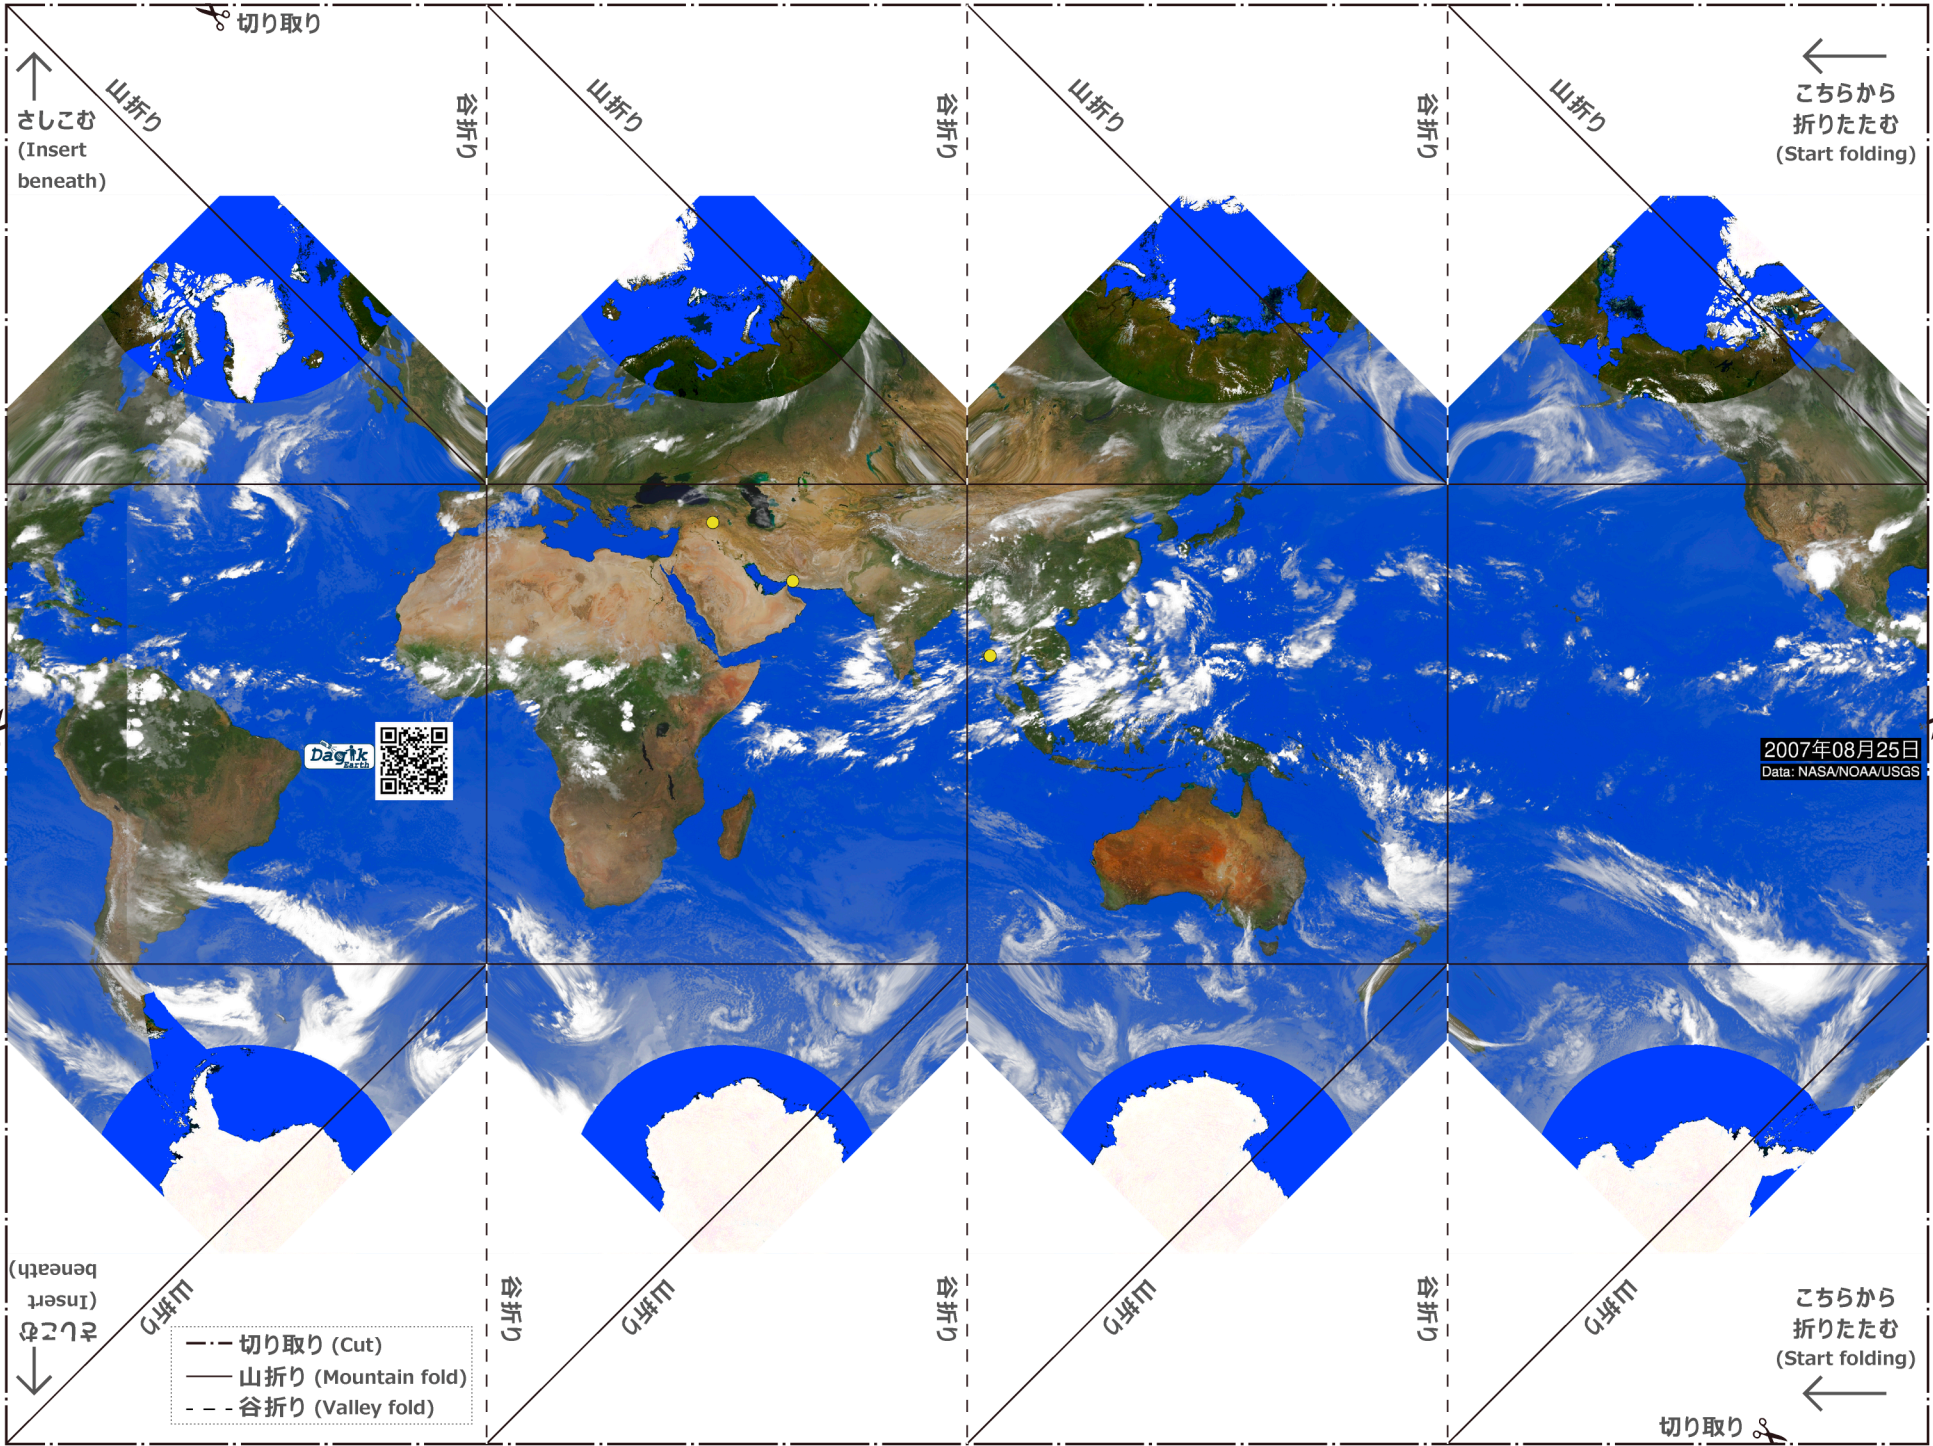 切り取り
さしこむ
(Insert
beneath)
山折り
谷折り
山折り
谷折り
山折り
谷折り
山折り
こちらから
折りたたむ
(Start folding)
Dagik
Earth
2007年08月25日
Data: NASA/NOAA/USGS
さしこむ
(Insert
beneath)
山折り
谷折り
山折り
谷折り
山折り
谷折り
山折り
こちらから
折りたたむ
(Start folding)
切り取り (Cut)
山折り (Mountain fold)
谷折り (Valley fold)
切り取り